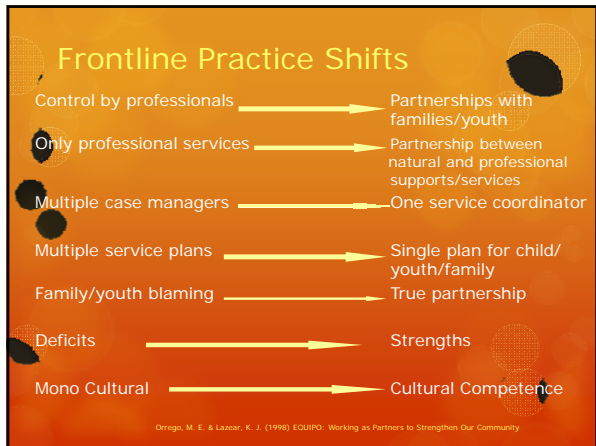 Frontline Practice Shifts
Control by professionals
Partnerships with
families/youth
Only professional services
Partnership between
natural and professional
supports/services
Multiple case managers
One service coordinator
Multiple service plans
Single plan for child/
youth/family
Family/youth blaming
True partnership
Deficits
Strengths
Mono Cultural
Cultural Competence
Orrego, M. E. & Lazear, K. J. (1998) EQUIPO: Working as Partners to Strengthen Our Community